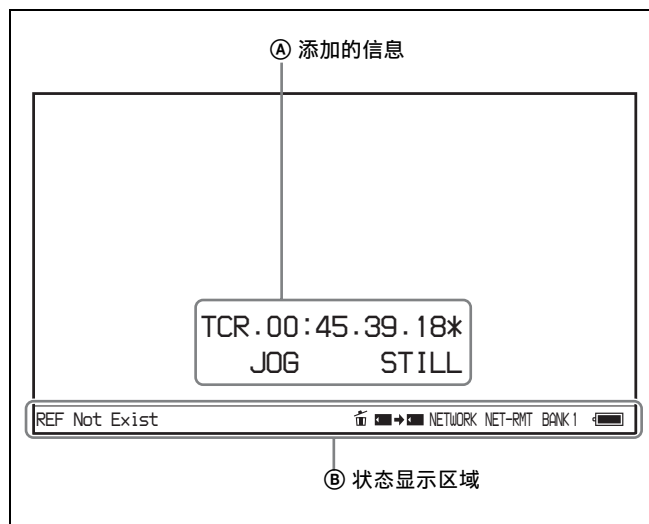 Ⓐ 添加的信息
TCR.00:45.39.18*
JOG STILL
REF Not Exist NETWORK NET-RMT BANK1
Ⓑ 状态显示区域